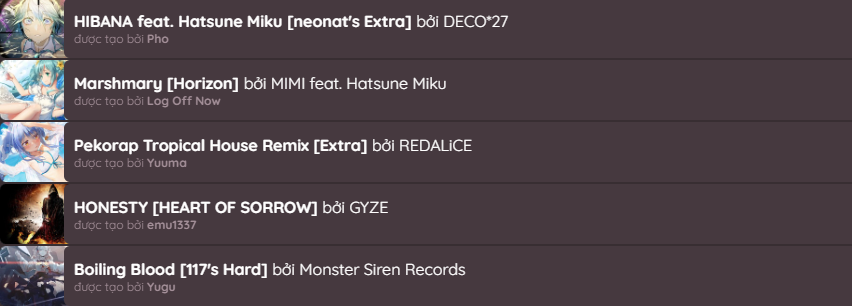 HIBANA feat. Hatsune Miku [neonat's Extra] bởi DECO*27
được tạo bởi Pho
Marshmary [Horizon] bởi MIMI feat. Hatsune Miku
được tạo bởi Log Off Now
Pekorap Tropical House Remix [Extra] bởi REDALiCE
được tạo bởi Yuuma
HONESTY [HEART OF SORROW] bởi GYZE
được tạo bởi emu1337
Boiling Blood [117's Hard] bởi Monster Siren Records
được tạo bởi Yugu